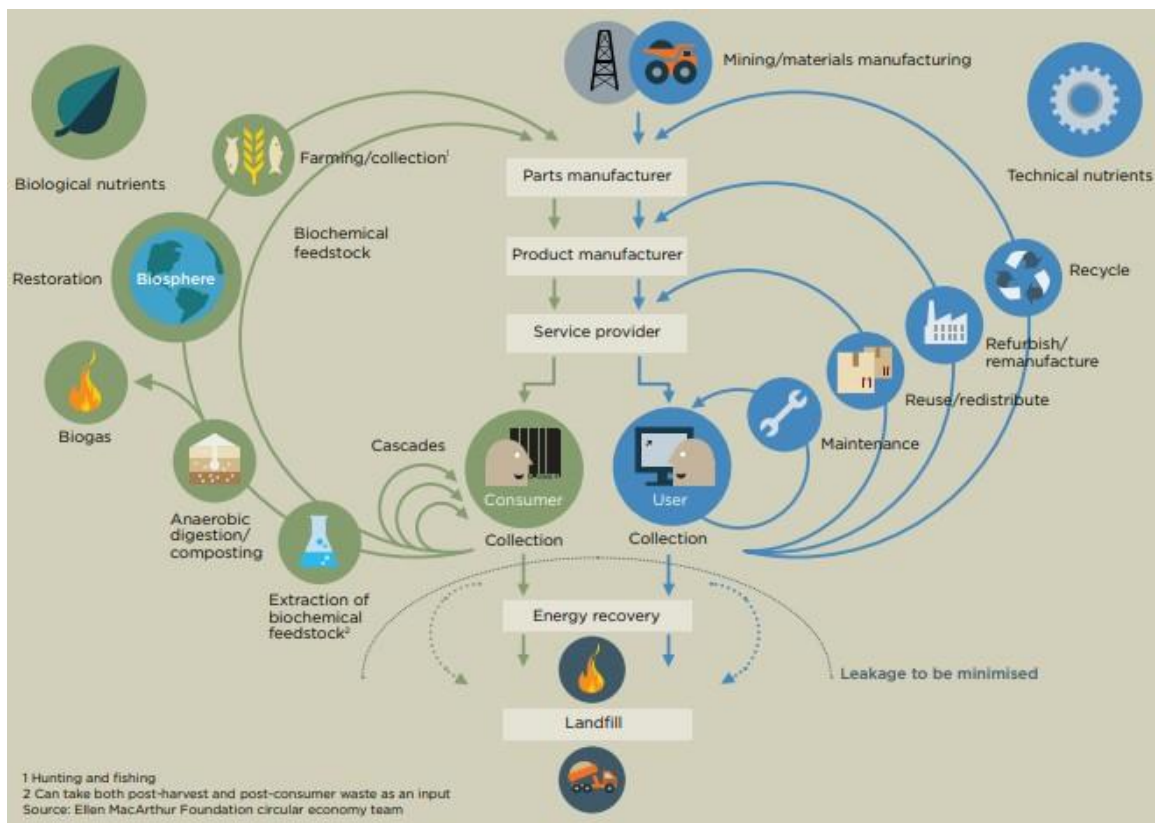 Mining/materials manufacturing
Biological nutrients
Farming/collection¹
Technical nutrients
Parts manufacturer
Biochemical
feedstock
Product manufacturer
Restoration
Biosphere
Recycle
Service provider
Refurbish/
remanufacture
Reuse/redistribute
Biogas
Cascades
Maintenance
Consumer
User
Anaerobic
digestion/
composting
Collection
Collection
Extraction of
biochemical
feedstock²
Energy recovery
Leakage to be minimised
Landfill
1 Hunting and fishing
2 Can take both post-harvest and post-consumer waste as an input
Source: Ellen MacArthur Foundation circular economy team